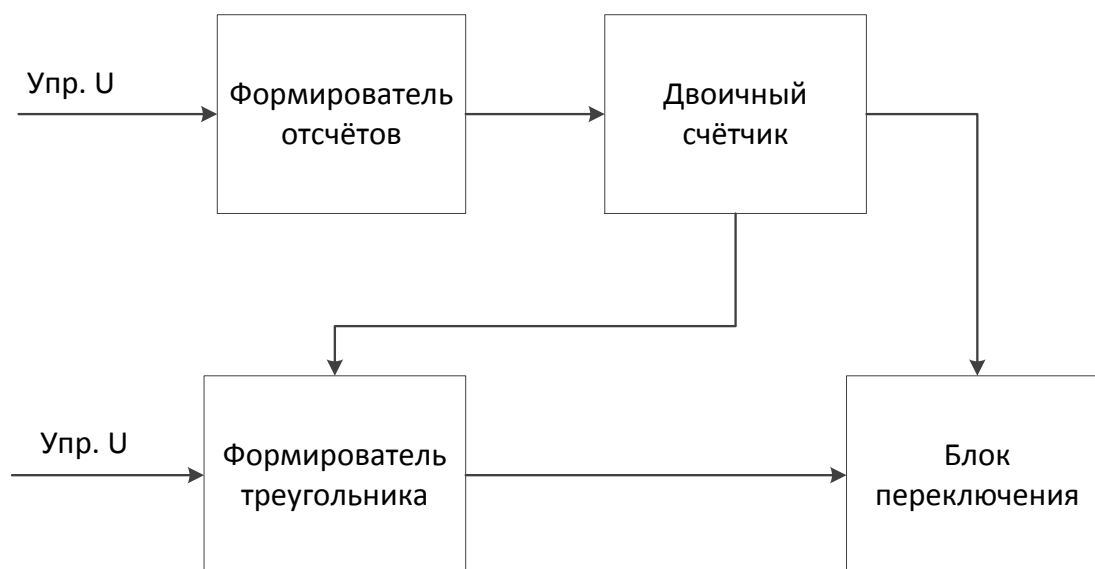 Упр. U
Формирователь
отсчётов
Двоичный
счётчик
Упр. U
Формирователь
треугольника
Блок
переключения